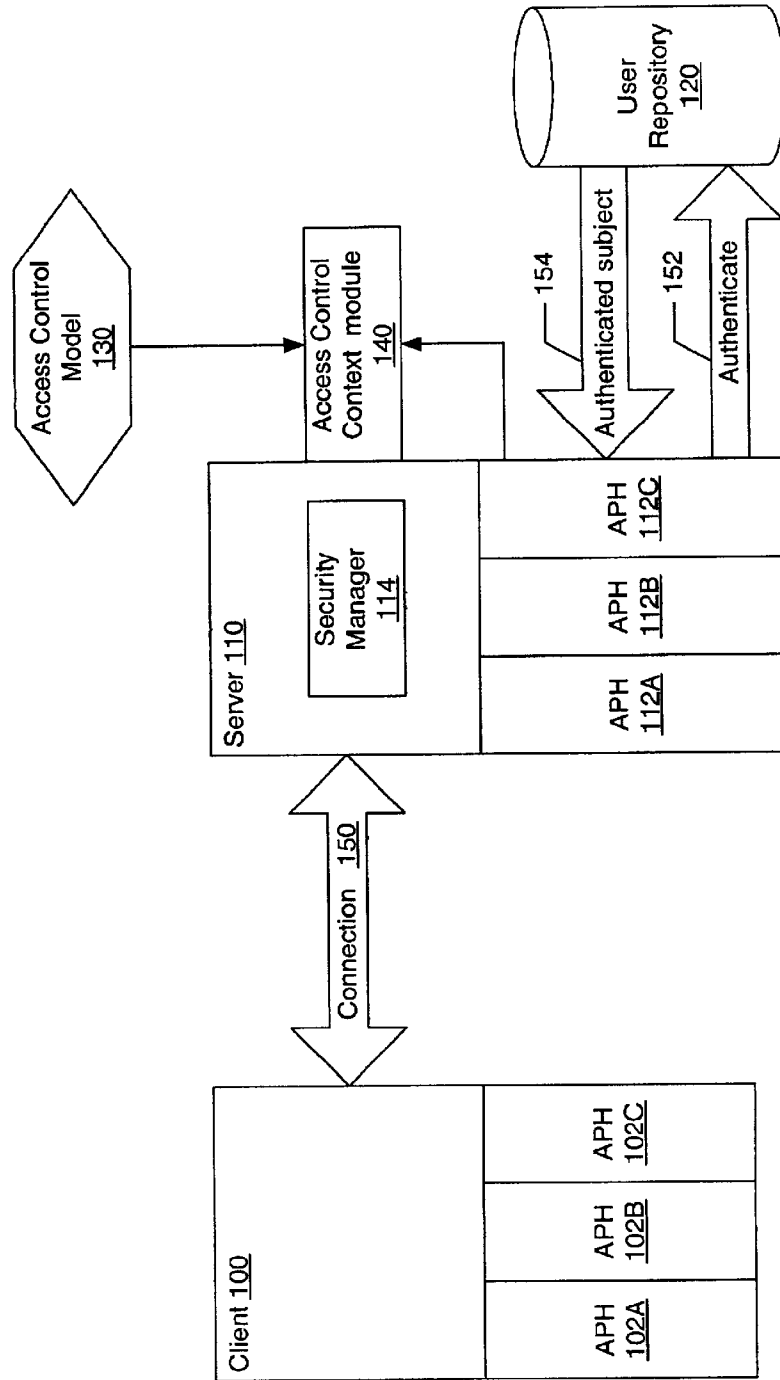 Access Control
Model
130
Access Control
Context module
140
User
Repository
120
Authenticated subject
154
152
Authenticate
Server 110
Security
Manager
114
APH
112A
APH
112B
APH
112C
Connection 150
Client 100
APH
102A
APH
102B
APH
102C